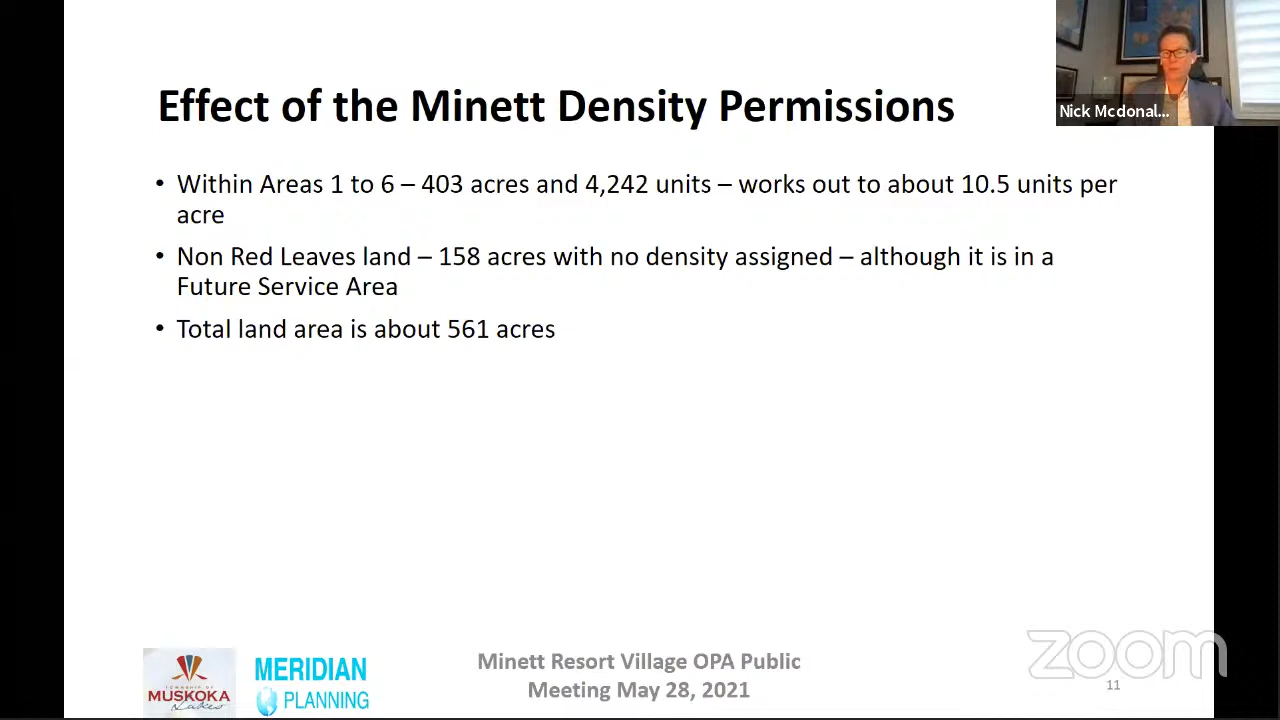 Effect of the Minett Density Permissions
Nick Mcdonal...
• Within Areas 1 to 6 – 403 acres and 4,242 units – works out to about 10.5 units per
acre
• Non Red Leaves land – 158 acres with no density assigned – although it is in a
Future Service Area
• Total land area is about 561 acres
TOWNSHIP OF
MUSKOKA
Lakes
MERIDIAN
PLANNING
Minett Resort Village OPA Public
Meeting May 28, 2021
zoom
11